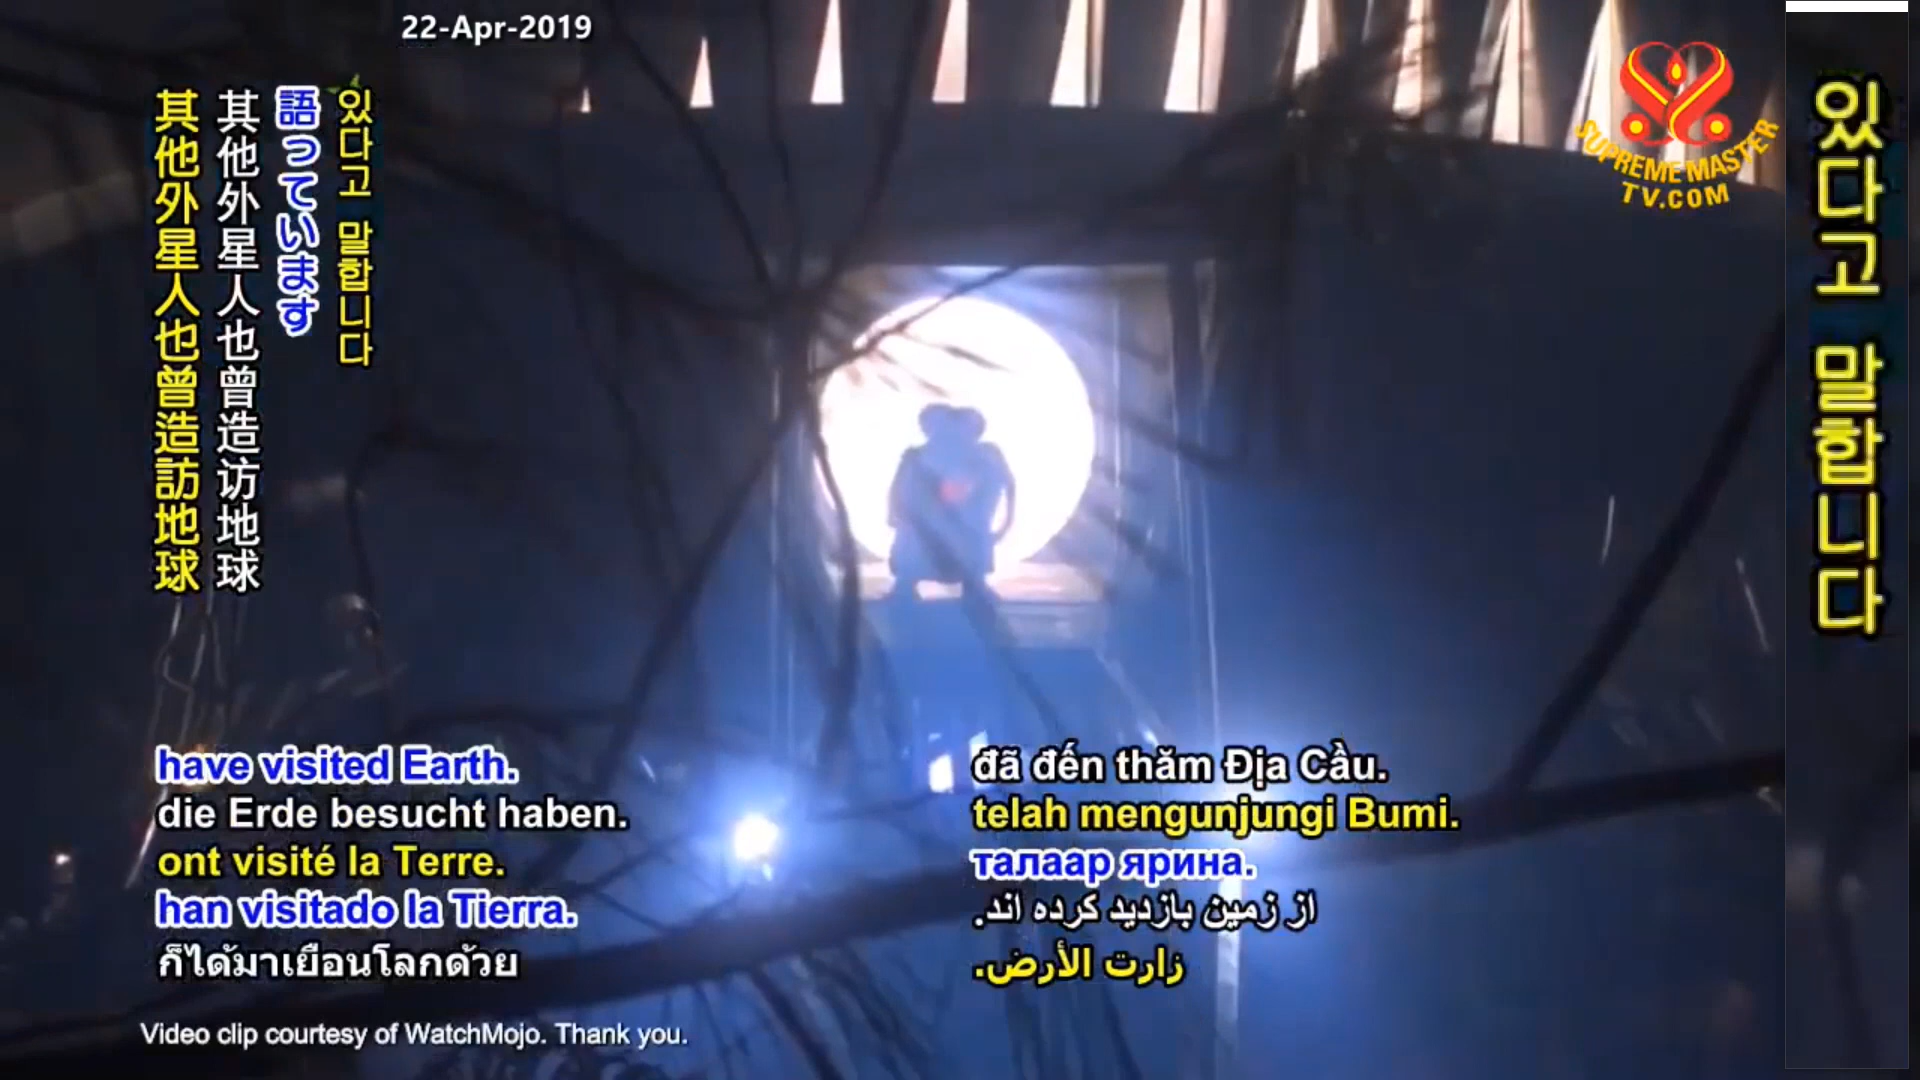 22-Apr-2019
SUPREME MASTER
TV.COM
있다고 말합니다
있다고 말합니다
語っています
其他外星人也曾造访地球
其他外星人也曾造訪地球
have visited Earth.
die Erde besucht haben.
ont visité la Terre.
han visitado la Tierra.
ก็ได้มาเยือนโลกด้วย
đã đến thăm Địa Cầu.
telah mengunjungi Bumi.
талаар ярина.
از زمین بازدید کرده اند.
زارت الأرض.
Video clip courtesy of WatchMojo. Thank you.